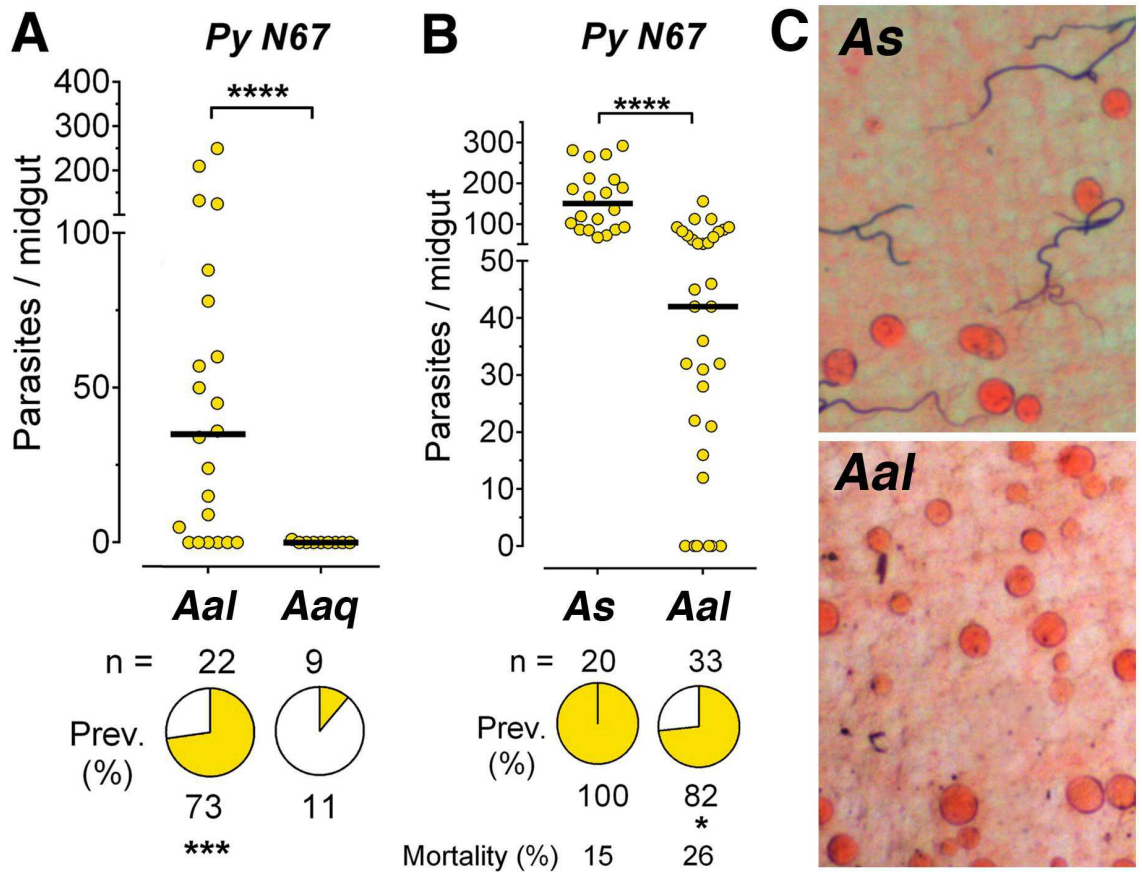 A
Py N67
****
400
300
200
100
50
0
Parasites / midgut
Aal Aaq
n = 22 9
Prev.
(%)
73 11
***
B
Py N67
****
300
200
100
50
40
30
20
10
0
Parasites / midgut
As Aal
n = 20 33
Prev.
(%)
100 82
*
Mortality (%) 15 26
C
As
Aal